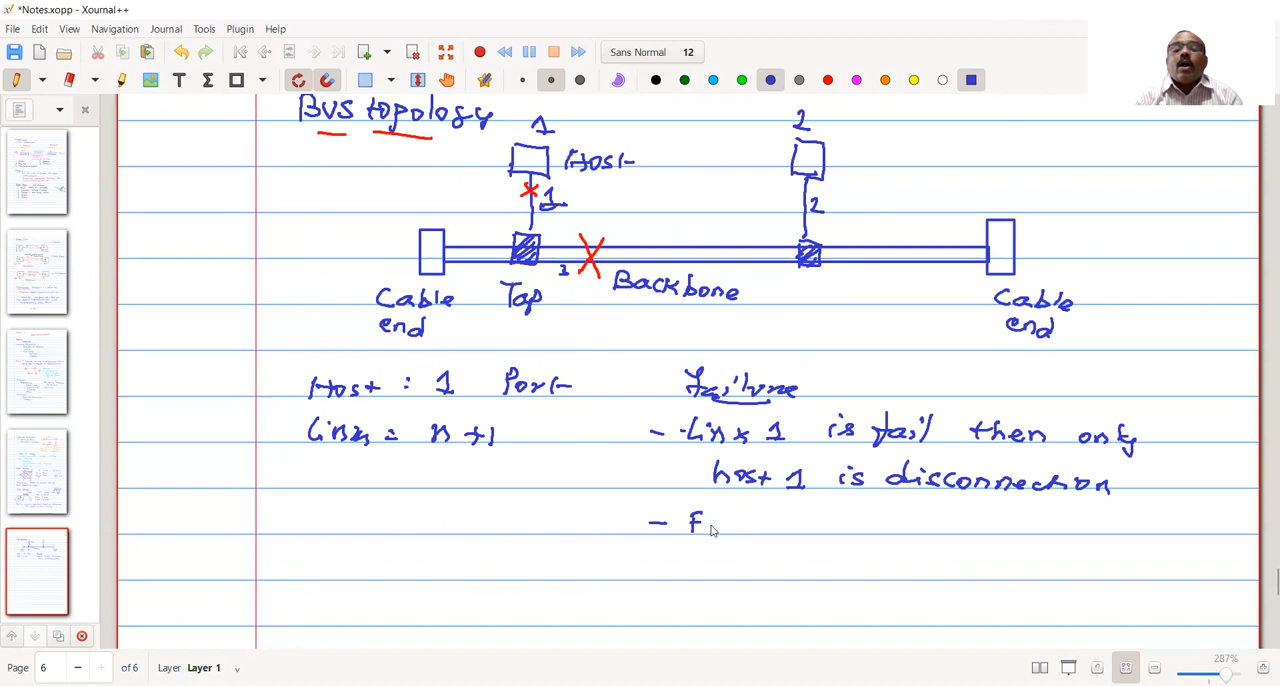 *Notes.xopp - Xournal++
File Edit View Navigation Journal Tools Plugin Help
Sans Normal 12
Bus topology
1 2
Host
1 2
3 Backbone
Cable end Tap Cable end
Host : 1 Port Failure
Link = n+1 - Link 1 is fail then only
host 1 is disconnection
- F
Page 6 of 6 Layer Layer 1 287%